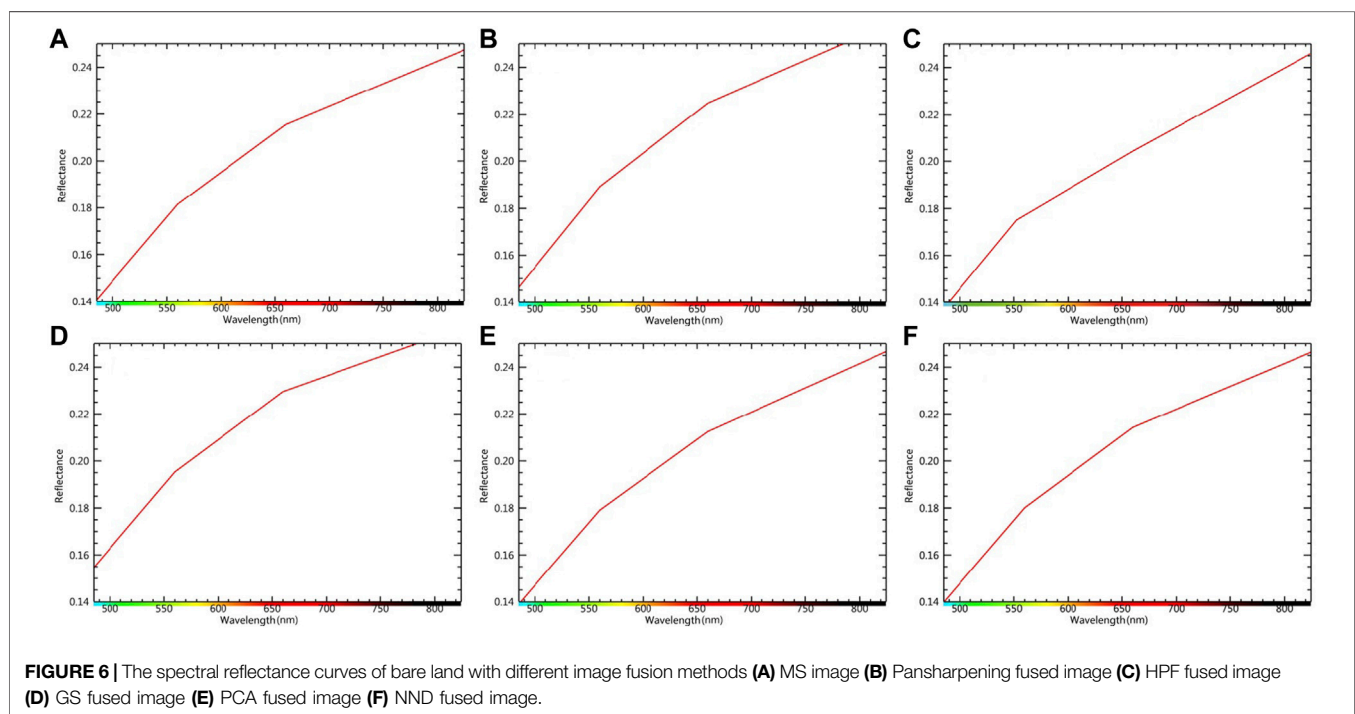 A
B
C
0.24
0.22
0.20
0.18
0.16
0.14
Reflectance
500 550 600 650 700 750 800
Wavelength(nm)
0.24
0.22
0.20
0.18
0.16
0.14
Reflectance
500 550 600 650 700 750 800
Wavelength(nm)
0.24
0.22
0.20
0.18
0.16
0.14
Reflectance
500 550 600 650 700 750 800
Wavelength(nm)
D
E
F
0.24
0.22
0.20
0.18
0.16
0.14
Reflectance
500 550 600 650 700 750 800
Wavelength(nm)
0.24
0.22
0.20
0.18
0.16
0.14
Reflectance
500 550 600 650 700 750 800
Wavelength(nm)
0.24
0.22
0.20
0.18
0.16
0.14
Reflectance
500 550 600 650 700 750 800
Wavelength(nm)
FIGURE 6 | The spectral reflectance curves of bare land with different image fusion methods (A) MS image (B) Pansharpening fused image (C) HPF fused image
(D) GS fused image (E) PCA fused image (F) NND fused image.